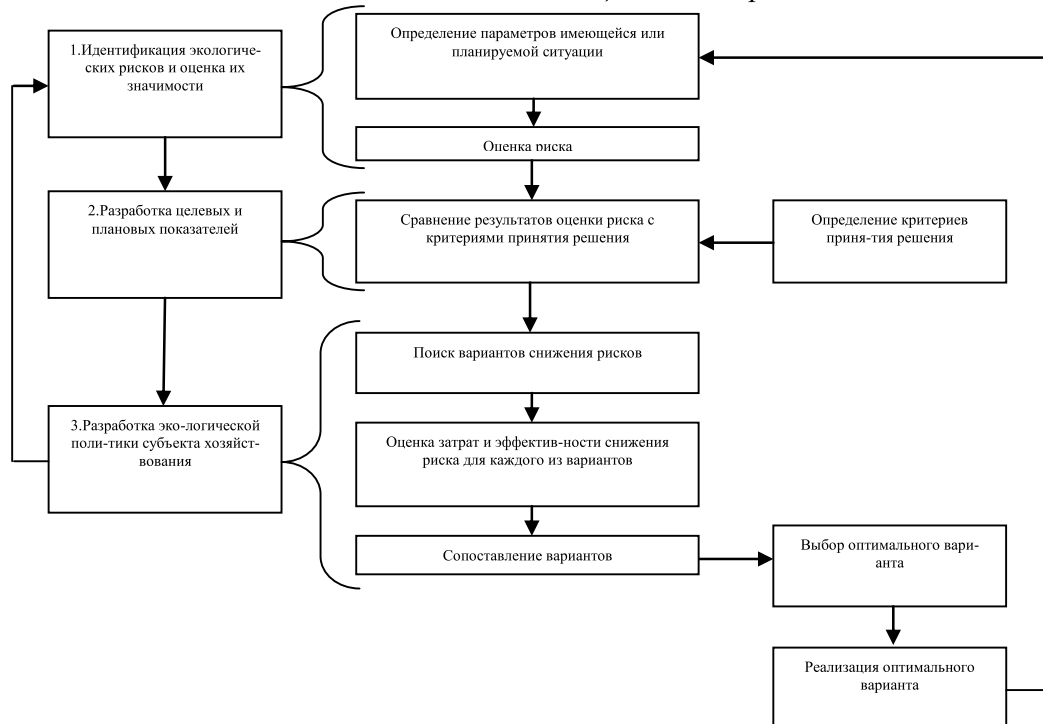 1.Идентификация экологиче-
ских рисков и оценка их
значимости
Определение параметров имеющейся или
планируемой ситуации
Оценка риска
2.Разработка целевых и
плановых показателей
Сравнение результатов оценки риска с
критериями принятия решения
Определение критериев
приня-тия решения
Поиск вариантов снижения рисков
3.Разработка эко-логической
поли-тики субъекта хозяйст-
вования
Оценка затрат и эффектив-ности снижения
риска для каждого из вариантов
Сопоставление вариантов
Выбор оптимального вари-
анта
Реализация оптимального
варианта